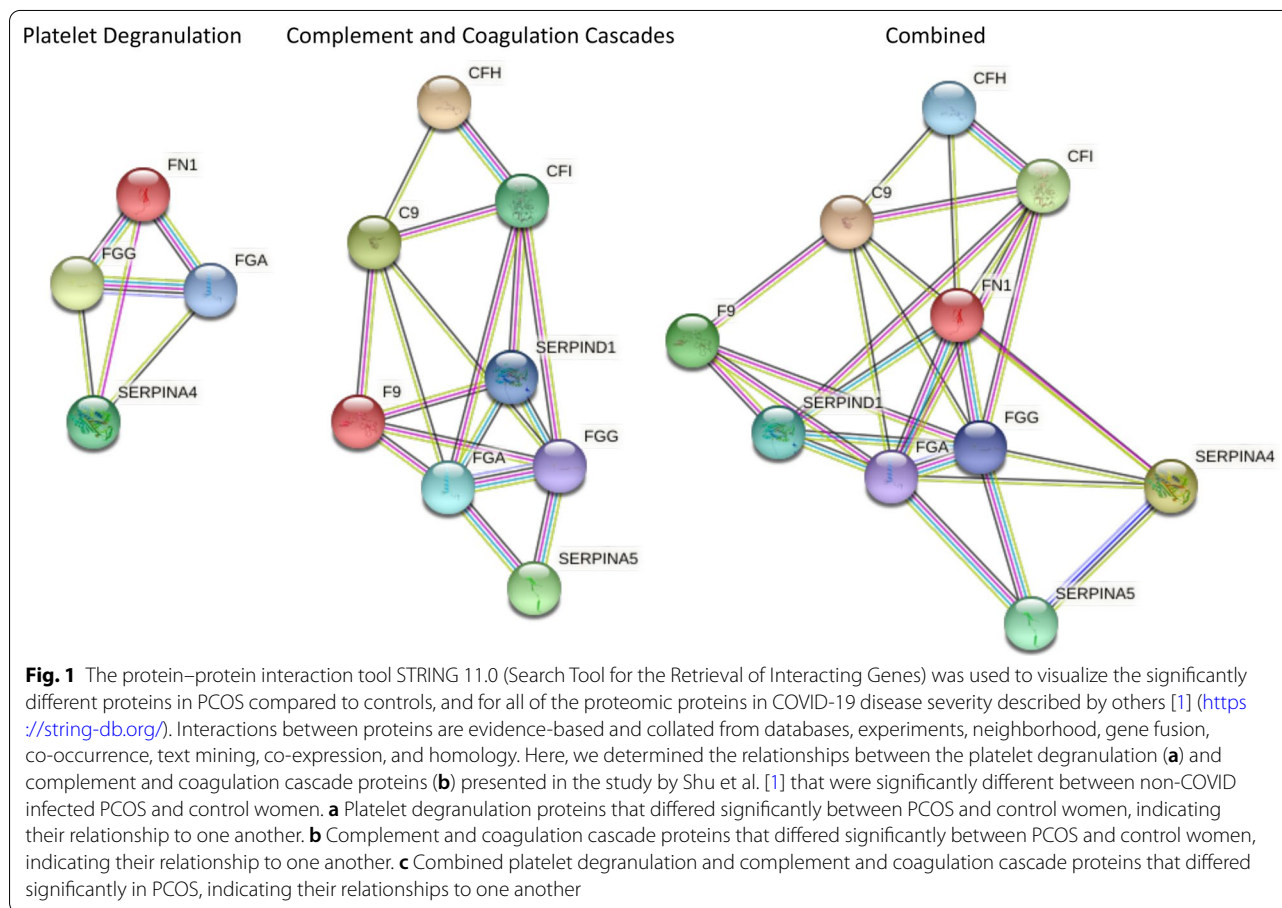 Platelet Degranulation
Complement and Coagulation Cascades
Combined
FN1
FGG
FGA
SERPINA4
CFH
CFI
C9
SERPIND1
F9
FGG
FGA
SERPINA5
CFH
CFI
C9
FN1
F9
SERPIND1
FGG
FGA
SERPINA4
SERPINA5
Fig. 1 The protein–protein interaction tool STRING 11.0 (Search Tool for the Retrieval of Interacting Genes) was used to visualize the significantly
different proteins in PCOS compared to controls, and for all of the proteomic proteins in COVID-19 disease severity described by others [1] (https
://string-db.org/). Interactions between proteins are evidence-based and collated from databases, experiments, neighborhood, gene fusion,
co-occurrence, text mining, co-expression, and homology. Here, we determined the relationships between the platelet degranulation (a) and
complement and coagulation cascade proteins (b) presented in the study by Shu et al. [1] that were significantly different between non-COVID
infected PCOS and control women. a Platelet degranulation proteins that differed significantly between PCOS and control women, indicating
their relationship to one another. b Complement and coagulation cascade proteins that differed significantly between PCOS and control women,
indicating their relationship to one another. c Combined platelet degranulation and complement and coagulation cascade proteins that differed
significantly in PCOS, indicating their relationships to one another